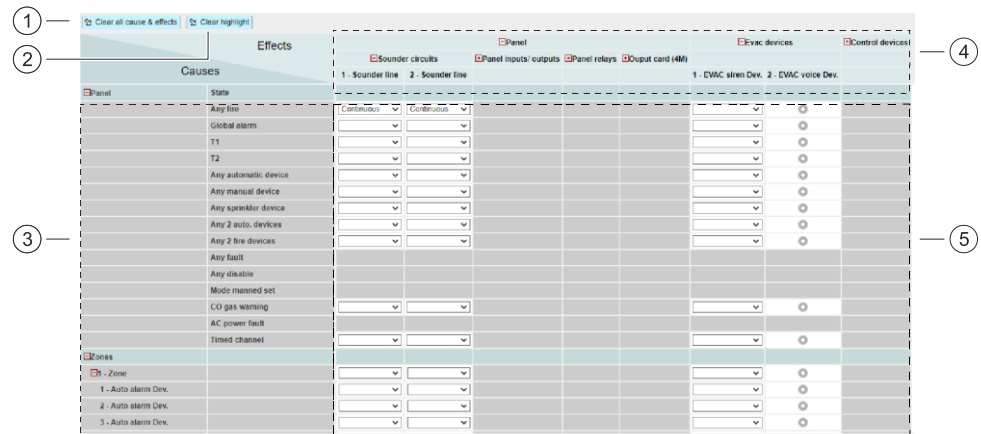 1 Clear all cause & effects Clear highlight
2 Effects Panel Evac devices Control devices
Sounder circuits Panel inputs/ outputs Panel relays Ouput card (4M) 4
Causes 1 - Sounder line 2 - Sounder line 1 - EVAC siren Dev. 2 - EVAC voice Dev.
Panel State
Any fire Continuous Continuous
Global alarm
T1
T2
Any automatic device
Any manual device
Any sprinkler device
Any 2 auto. devices
3 Any 2 fire devices 5
Any fault
Any disable
Mode manned set
CO gas warning
AC power fault
Timed channel
Zones
1 - Zone
1 - Auto alarm Dev.
2 - Auto alarm Dev.
3 - Auto alarm Dev.